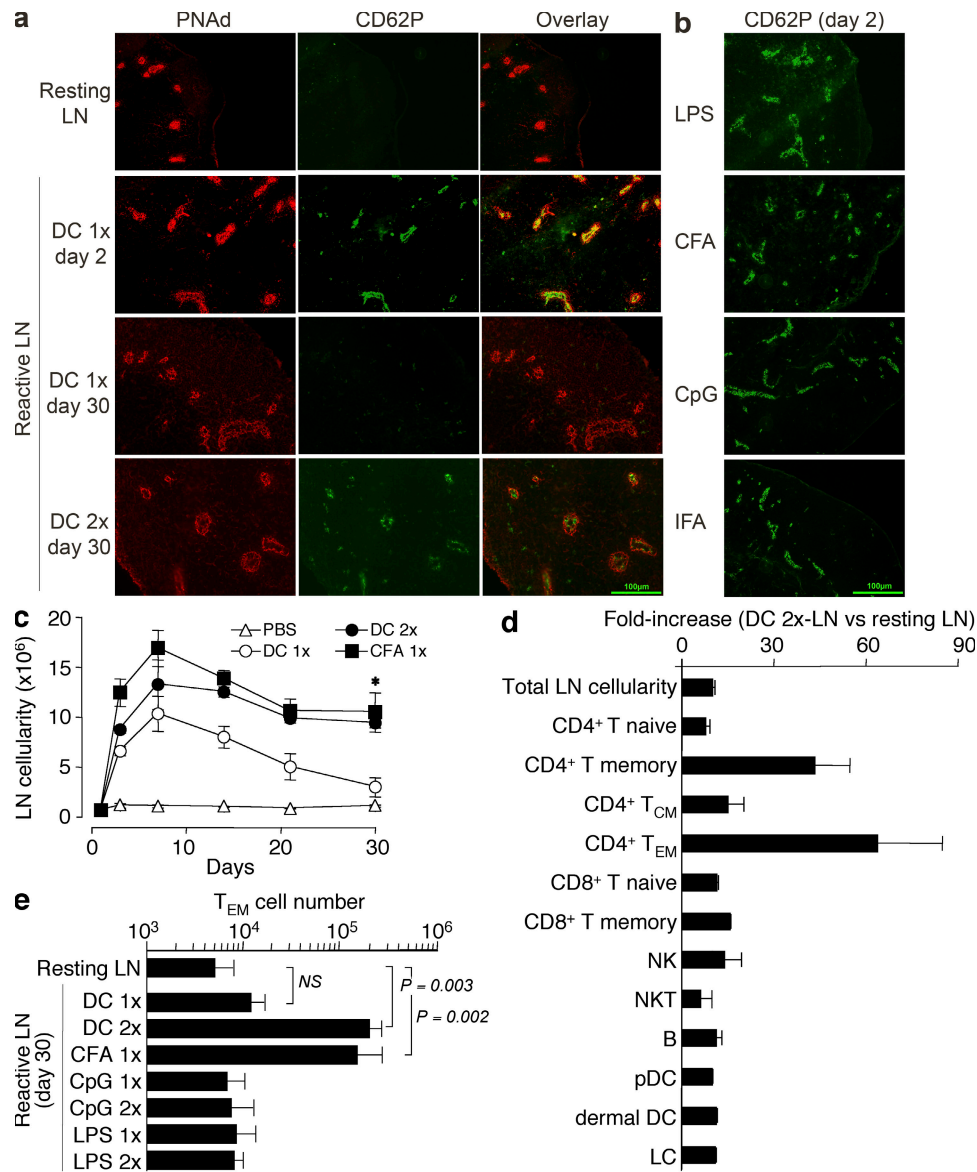 a
PNAd
CD62P
Overlay
Resting
LN
Reactive LN
DC 1x
day 2
DC 1x
day 30
DC 2x
day 30
100µm
b
CD62P (day 2)
LPS
CFA
CpG
IFA
100µm
c
PBS
DC 2x
DC 1x
CFA 1x
LN cellularity (x10⁶)
20
15
10
5
0
*
0
10
20
30
Days
d
Fold-increase (DC 2x-LN vs resting LN)
0
30
60
90
Total LN cellularity
CD4⁺ T naive
CD4⁺ T memory
CD4⁺ T_CM
CD4⁺ T_EM
CD8⁺ T naive
CD8⁺ T memory
NK
NKT
B
pDC
dermal DC
LC
e
T_EM cell number
10³
10⁴
10⁵
10⁶
Resting LN
Reactive LN
(day 30)
DC 1x
DC 2x
CFA 1x
CpG 1x
CpG 2x
LPS 1x
LPS 2x
NS
P = 0.003
P = 0.002